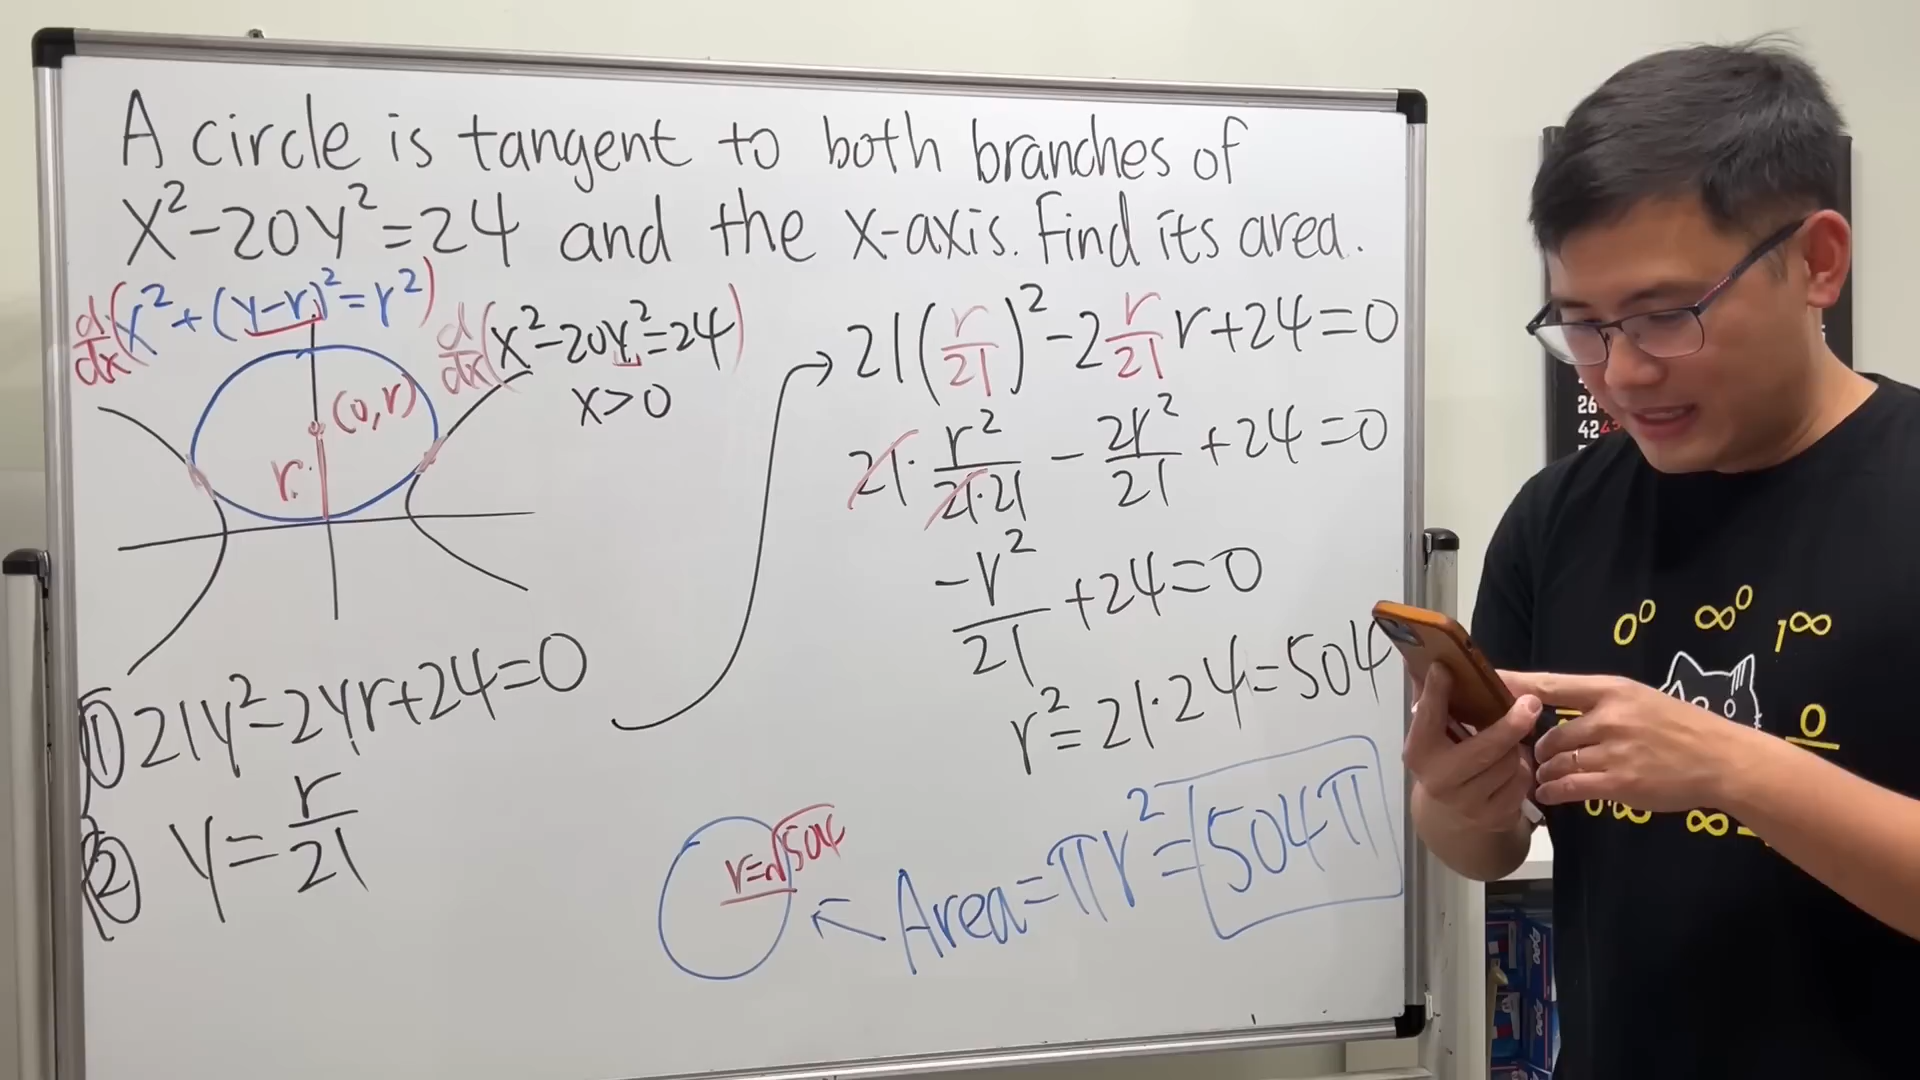 A circle is tangent to both branches of
x²-20y²=24 and the x-axis. Find its area.
d/dx(x²+(y-r)²=r²)
d/dx(x²-20y²=24)
x>0
(0,r)
r
① 21y²-2yr+24=0
② y=r/21
21(r/21)²-2 r/21 r+24=0
21·r²/21·21 - 2r²/21 +24=0
-r²/21 +24=0
r²=21·24=504
r=√504
Area=πr²=504π
0⁰ ∞⁰ 1^∞
0
26
42